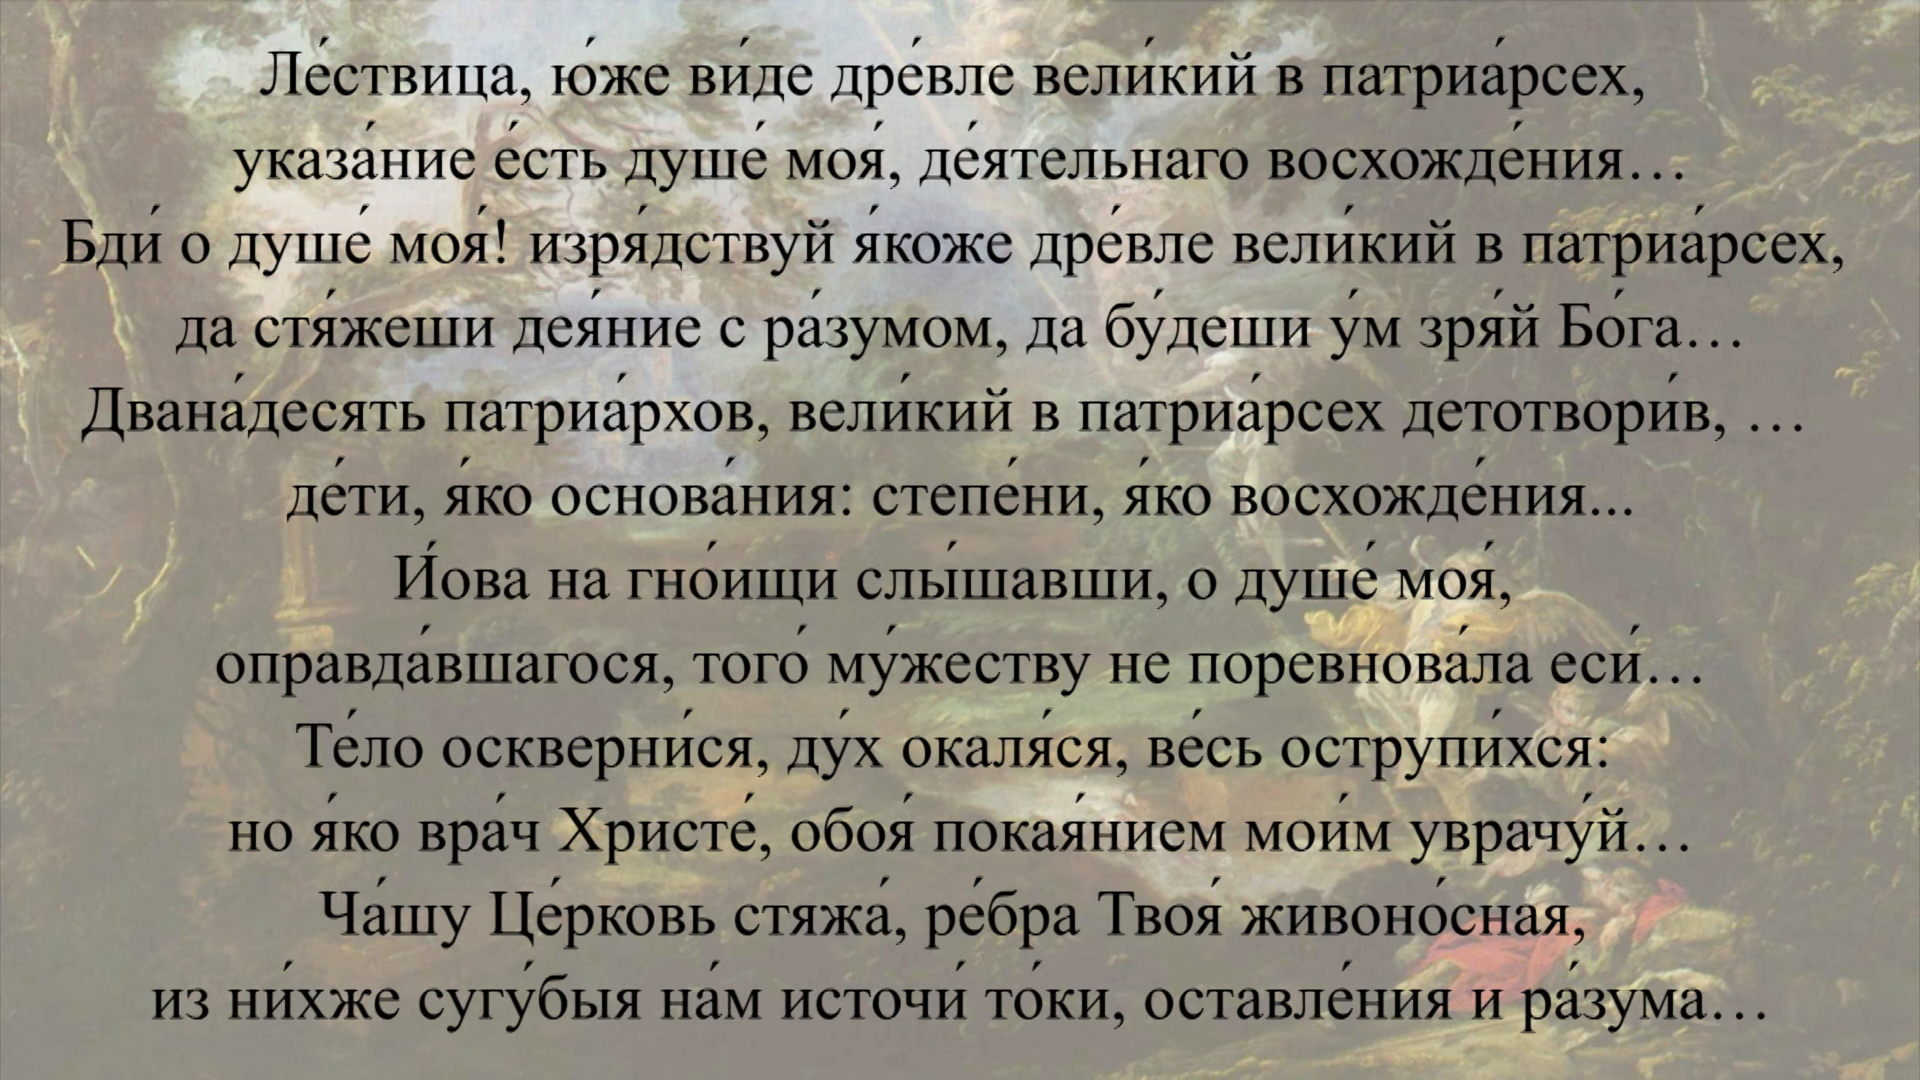 Ле́ствица, ю́же ви́де дре́вле вели́кий в патриа́рсех,
указа́ние е́сть душе́ моя́, де́ятельнаго восхожде́ния…
Бди́ о душе́ моя́! изря́дствуй я́коже дре́вле вели́кий в патриа́рсех,
да стя́жеши дея́ние с ра́зумом, да бу́деши у́м зря́й Бо́га…
Двана́десять патриа́рхов, вели́кий в патриа́рсех детотвори́в, …
де́ти, я́ко основа́ния: степе́ни, я́ко восхожде́ния...
И́ова на гно́ищи слы́шавши, о душе́ моя́,
оправда́вшагося, того́ му́жеству не поревнова́ла еси́…
Те́ло оскверни́ся, ду́х окаля́ся, ве́сь острупи́хся:
но я́ко вра́ч Христе́, обоя́ покая́нием мои́м уврачу́й…
Ча́шу Це́рковь стяжа́, ре́бра Твоя́ живоно́сная,
из ни́хже сугу́быя на́м источи́ то́ки, оставле́ния и ра́зума…